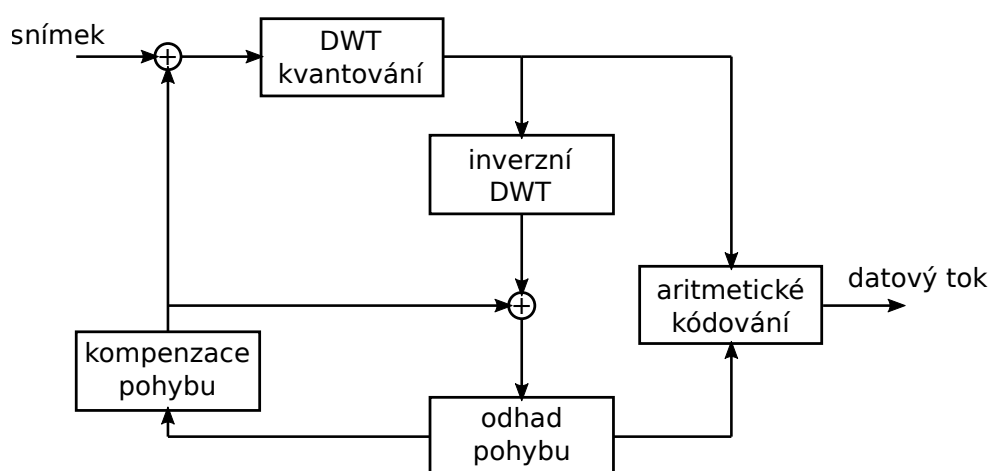 snímek
DWT
kvantování
inverzní
DWT
aritmetické
kódování
datový tok
kompenzace
pohybu
odhad
pohybu